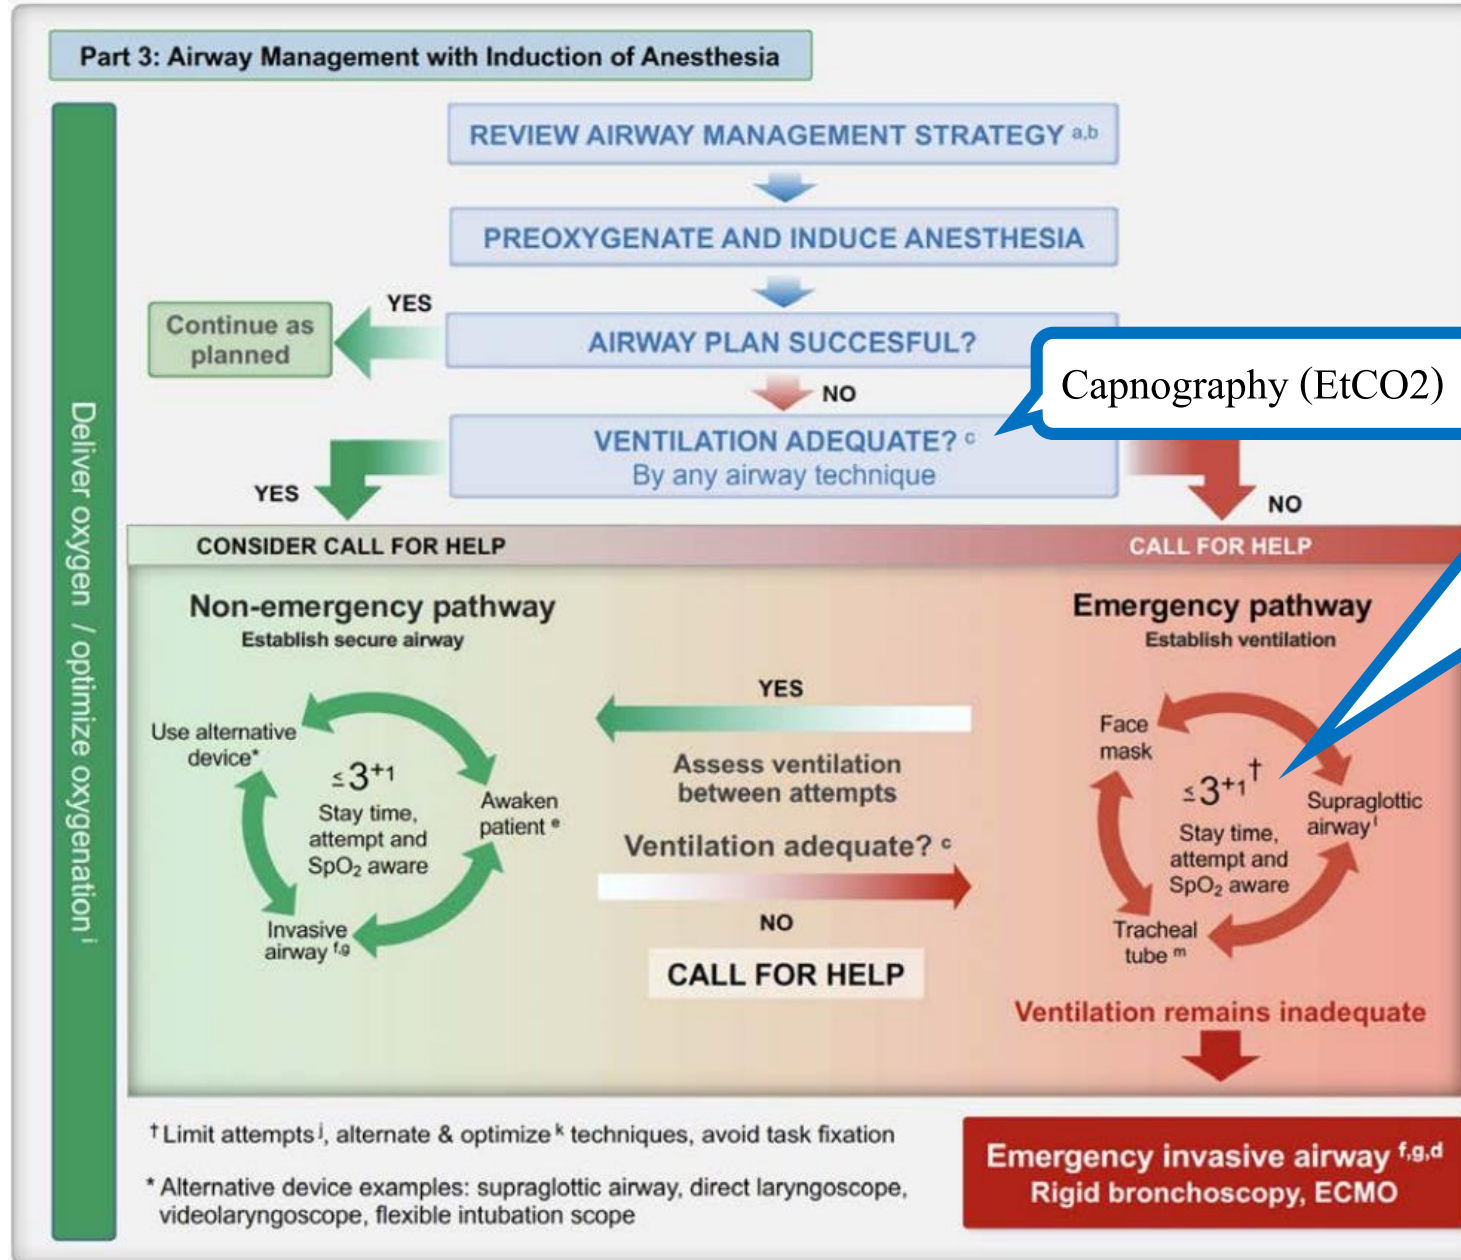 Part 3: Airway Management with Induction of Anesthesia
REVIEW AIRWAY MANAGEMENT STRATEGY a,b
PREOXYGENATE AND INDUCE ANESTHESIA
YES
Continue as
planned
AIRWAY PLAN SUCCESFUL?
Capnography (EtCO2)
NO
VENTILATION ADEQUATE? c
By any airway technique
YES
NO
Deliver oxygen / optimize oxygenation i
CONSIDER CALL FOR HELP
CALL FOR HELP
Non-emergency pathway
Establish secure airway
Use alternative
device*
≤3+1
Stay time,
attempt and
SpO₂ aware
Awaken
patient e
Invasive
airway f,g
YES
Assess ventilation
between attempts
Ventilation adequate? c
NO
CALL FOR HELP
Emergency pathway
Establish ventilation
Face
mask
≤3+1†
Stay time,
attempt and
SpO₂ aware
Supraglottic
airway l
Tracheal
tube m
Ventilation remains inadequate
† Limit attempts j, alternate & optimize k techniques, avoid task fixation
* Alternative device examples: supraglottic airway, direct laryngoscope,
videolaryngoscope, flexible intubation scope
Emergency invasive airway f,g,d
Rigid bronchoscopy, ECMO